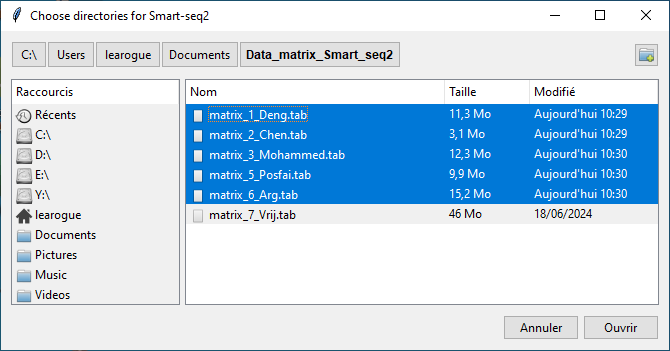 Choose directories for Smart-seq2
C:\ Users learogue Documents Data_matrix_Smart_seq2
Raccourcis
Récents
C:\
D:\
E:\
Y:\
learogue
Documents
Pictures
Music
Videos
Nom Taille Modifié
matrix_1_Deng.tab 11,3 Mo Aujourd'hui 10:29
matrix_2_Chen.tab 3,1 Mo Aujourd'hui 10:29
matrix_3_Mohammed.tab 12,3 Mo Aujourd'hui 10:30
matrix_5_Posfai.tab 9,9 Mo Aujourd'hui 10:30
matrix_6_Arg.tab 15,2 Mo Aujourd'hui 10:30
matrix_7_Vrij.tab 46 Mo 18/06/2024
Annuler Ouvrir